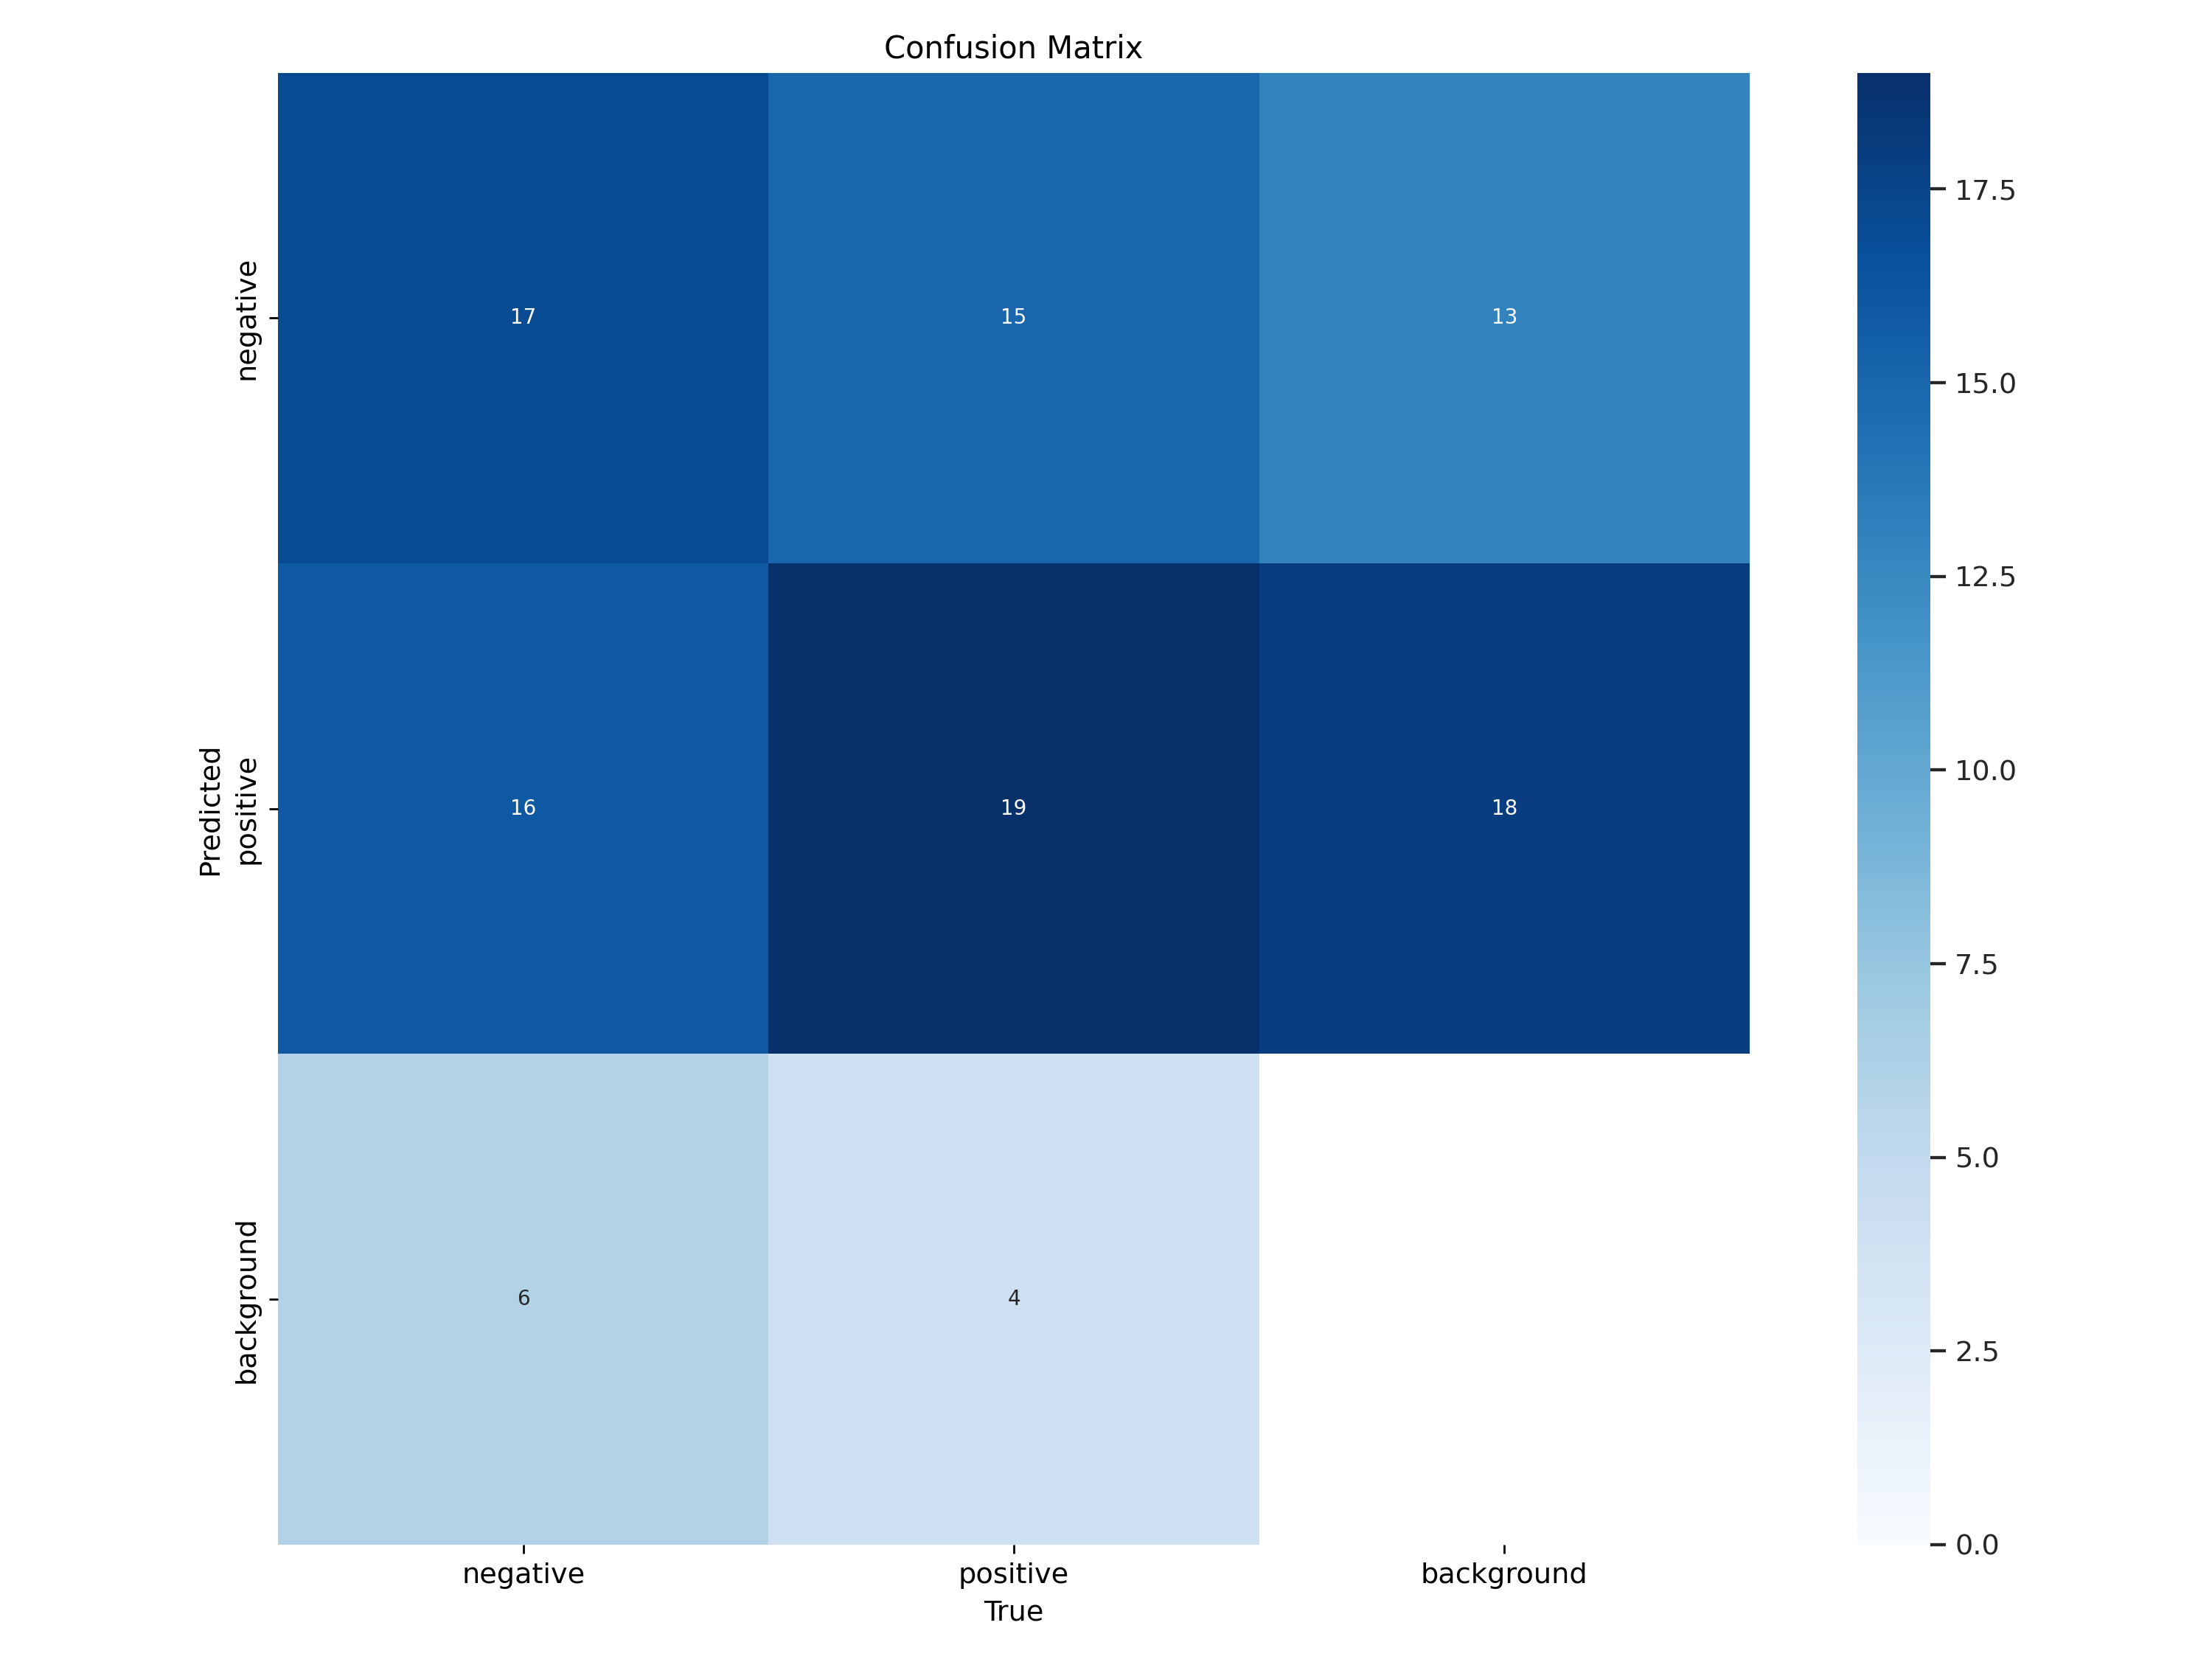 Confusion Matrix
negative
17 15 13
17.5
15.0
12.5
Predicted
positive
16 19 18
10.0
7.5
background
6 4
5.0
2.5
0.0
negative positive background
True